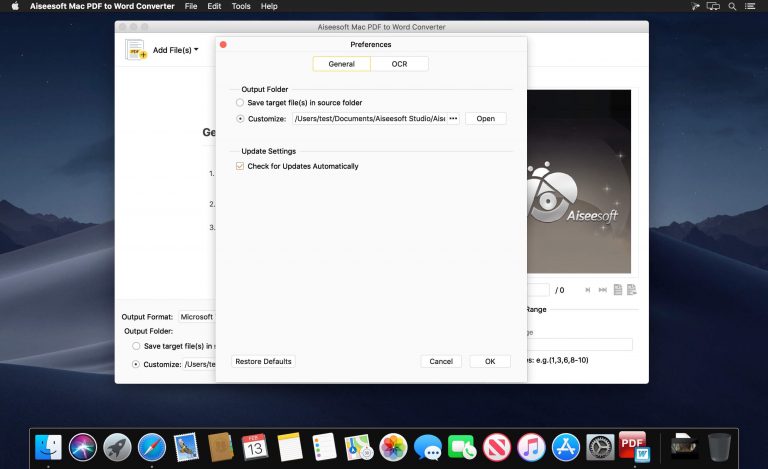 Aiseesoft Mac PDF to Word Converter File Edit Tools Help
Aiseesoft Mac PDF to Word Converter
PDF
Add File(s)
Preferences
General OCR
Output Folder
Save target file(s) in source folder
Customize: /Users/test/Documents/Aiseesoft Studio/Aise ••• Open
Update Settings
Check for Updates Automatically
Restore Defaults Cancel OK
Ge
1.
2.
3.
Aiseesoft
/ 0
Output Format: Microsoft
Range
Output Folder:
Save target file(s) in s
Customize: /Users/te
s: e.g.(1,3,6,8-10)
FEB
13
PDF
W